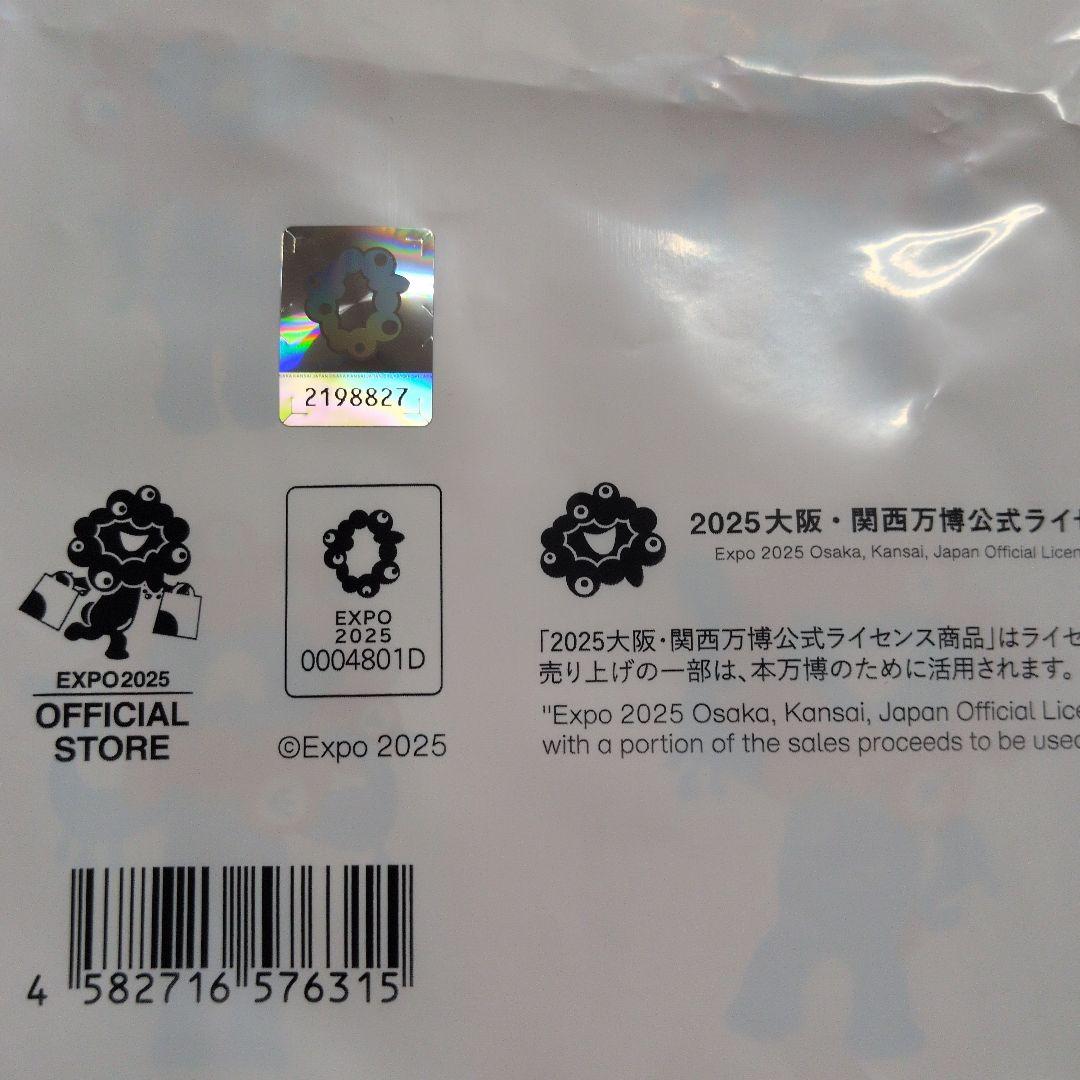 2198827
EXPO2025
OFFICIAL
STORE
EXPO
2025
0004801D
©Expo 2025
2025大阪・関西万博公式ライ
Expo 2025 Osaka, Kansai, Japan Official Licen
「2025大阪・関西万博公式ライセンス商品」はライセ
売り上げの一部は、本万博のために活用されます。
"Expo 2025 Osaka, Kansai, Japan Official Lice
with a portion of the sales proceeds to be used
4 582716 576315